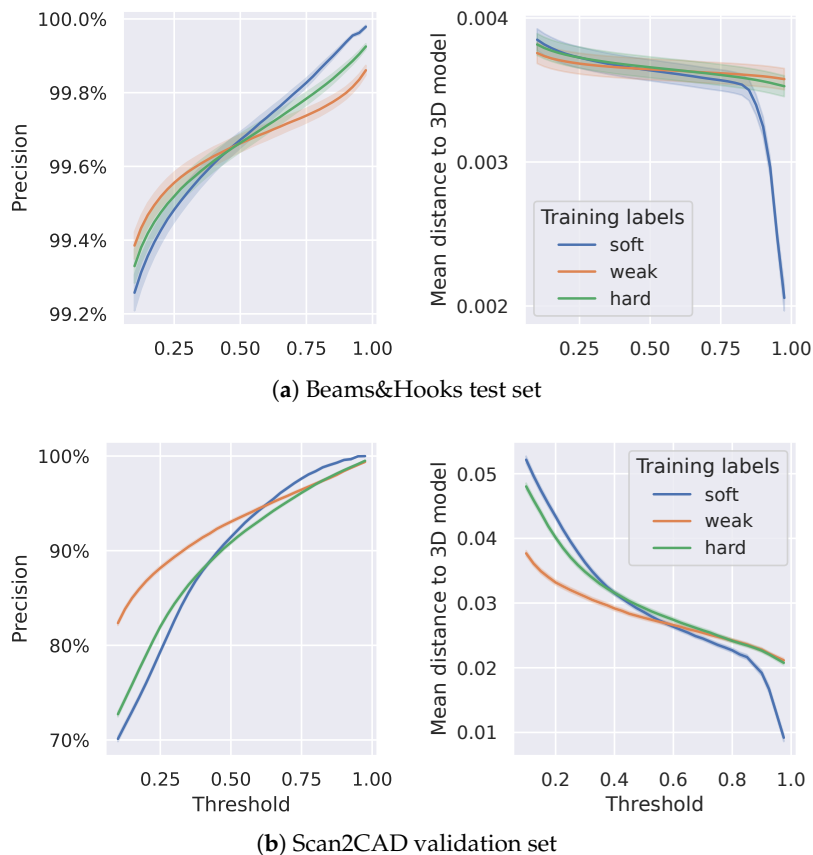 100.0%
99.8%
99.6%
99.4%
99.2%
Precision
0.25 0.50 0.75 1.00
0.004
0.003
0.002
Mean distance to 3D model
Training labels
soft
weak
hard
0.25 0.50 0.75 1.00
(a) Beams&Hooks test set
100%
90%
80%
70%
Precision
0.25 0.50 0.75 1.00
Threshold
0.05
0.04
0.03
0.02
0.01
Mean distance to 3D model
Training labels
soft
weak
hard
0.2 0.4 0.6 0.8 1.0
Threshold
(b) Scan2CAD validation set